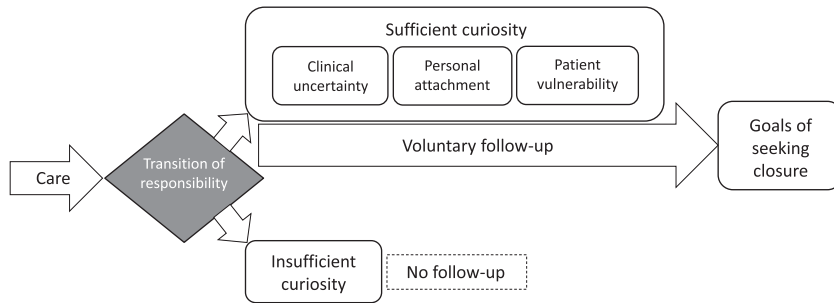 Sufficient curiosity
Clinical
uncertainty
Personal
attachment
Patient
vulnerability
Care
Transition of
responsibility
Voluntary follow-up
Goals of
seeking
closure
Insufficient
curiosity
No follow-up